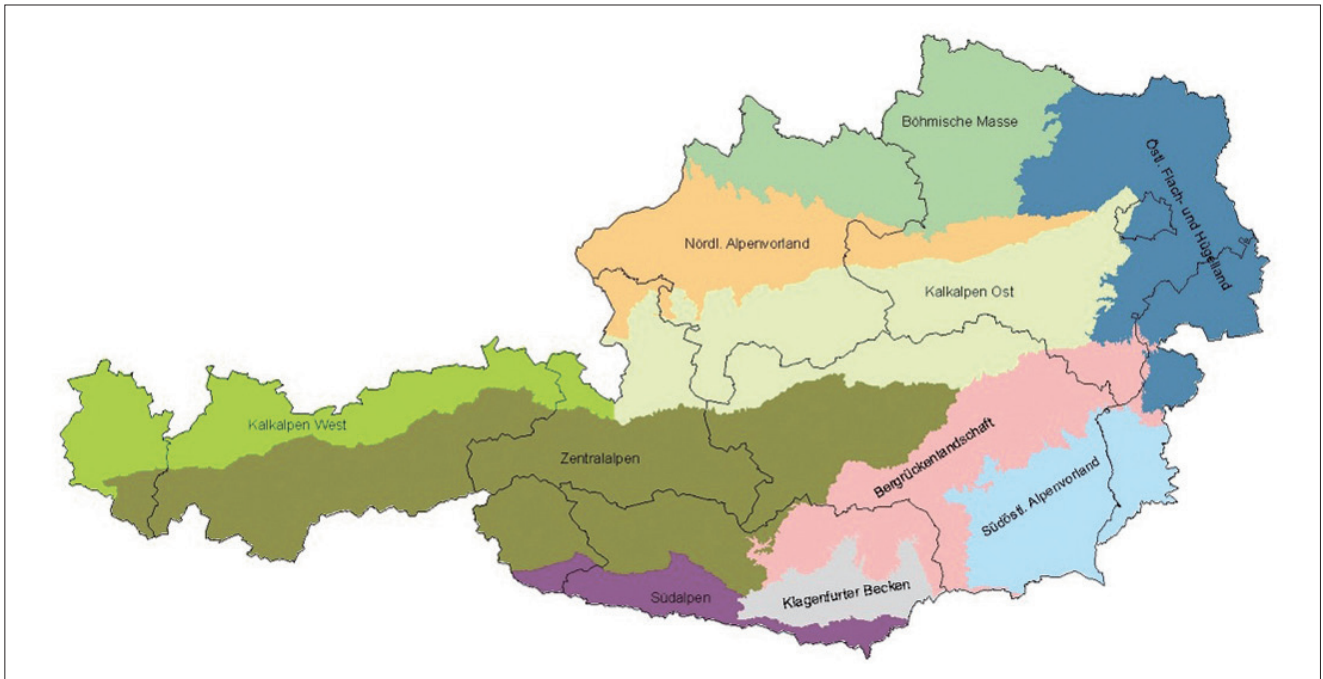 Böhmische Masse
Östl. Flach- und Hügelland
Nördl. Alpenvorland
Kalkalpen Ost
Kalkalpen West
Zentralalpen
Bergrückenlandschaft
Südöstl. Alpenvorland
Südalpen
Klagenfurter Becken